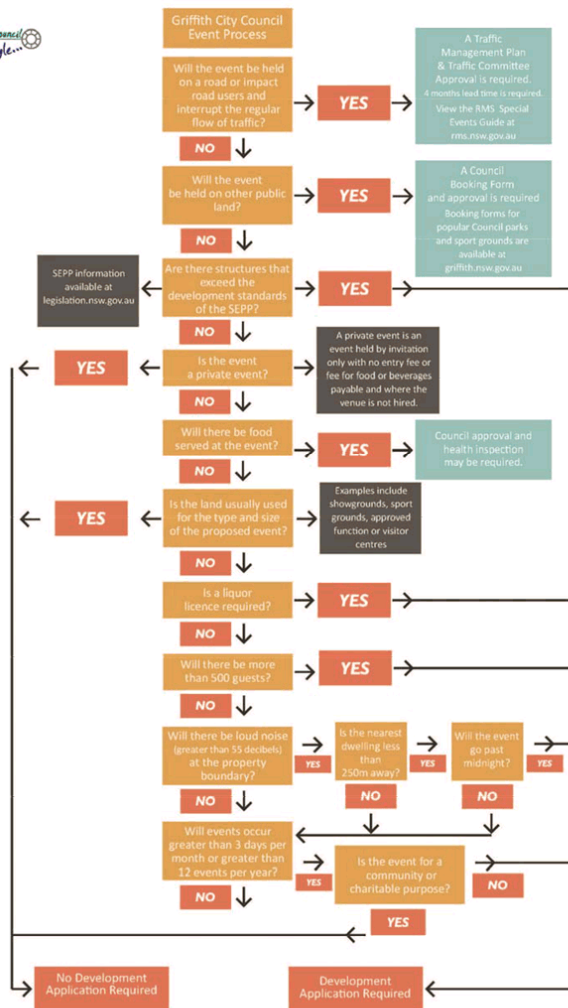 Griffith City Council
Event Process
Will the event be held
on a road or impact
road users and
interrupt the regular
flow of traffic?
YES
A Traffic
Management Plan
& Traffic Committee
Approval is required.
4 months lead time is required.
View the RMS Special
Events Guide at
rms.nsw.gov.au
NO
Will the event
be held on other public
land?
YES
A Council
Booking Form
and approval is required
Booking forms for
popular Council parks
and sport grounds are
available at
griffith.nsw.gov.au
NO
SEPP information
available at
legislation.nsw.gov.au
Are there structures that
exceed the
development standards
of the SEPP?
YES
NO
YES
Is the event
a private event?
A private event is an
event held by invitation
only with no entry fee or
fee for food or beverages
payable and where the
venue is not hired.
NO
Will there be food
served at the event?
YES
Council approval and
health inspection
may be required.
NO
YES
Is the land usually used
for the type and size
of the proposed event?
Examples include
showgrounds, sport
grounds, approved
function or visitor
centres
NO
Is a liquor
licence required?
YES
NO
Will there be more
than 500 guests?
YES
NO
Will there be loud noise
(greater than 55 decibels)
at the property
boundary?
YES
Is the nearest
dwelling less
than
250m away?
YES
Will the event
go past
midnight?
YES
NO
NO
NO
Will events occur
greater than 3 days per
month or greater than
12 events per year?
YES
Is the event for a
community or
charitable purpose?
NO
NO
YES
No Development
Application Required
Development
Application Required